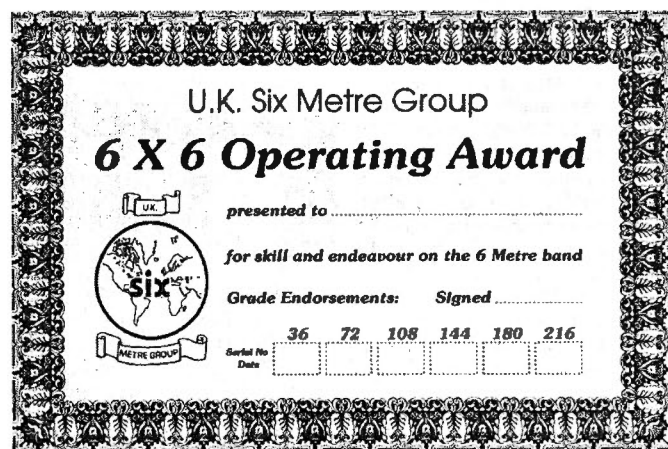 U.K. Six Metre Group
6 X 6 Operating Award
U.K.
six
METRE GROUP
presented to
for skill and endeavour on the 6 Metre band
Grade Endorsements: Signed
36 72 108 144 180 216
Serial No
Date